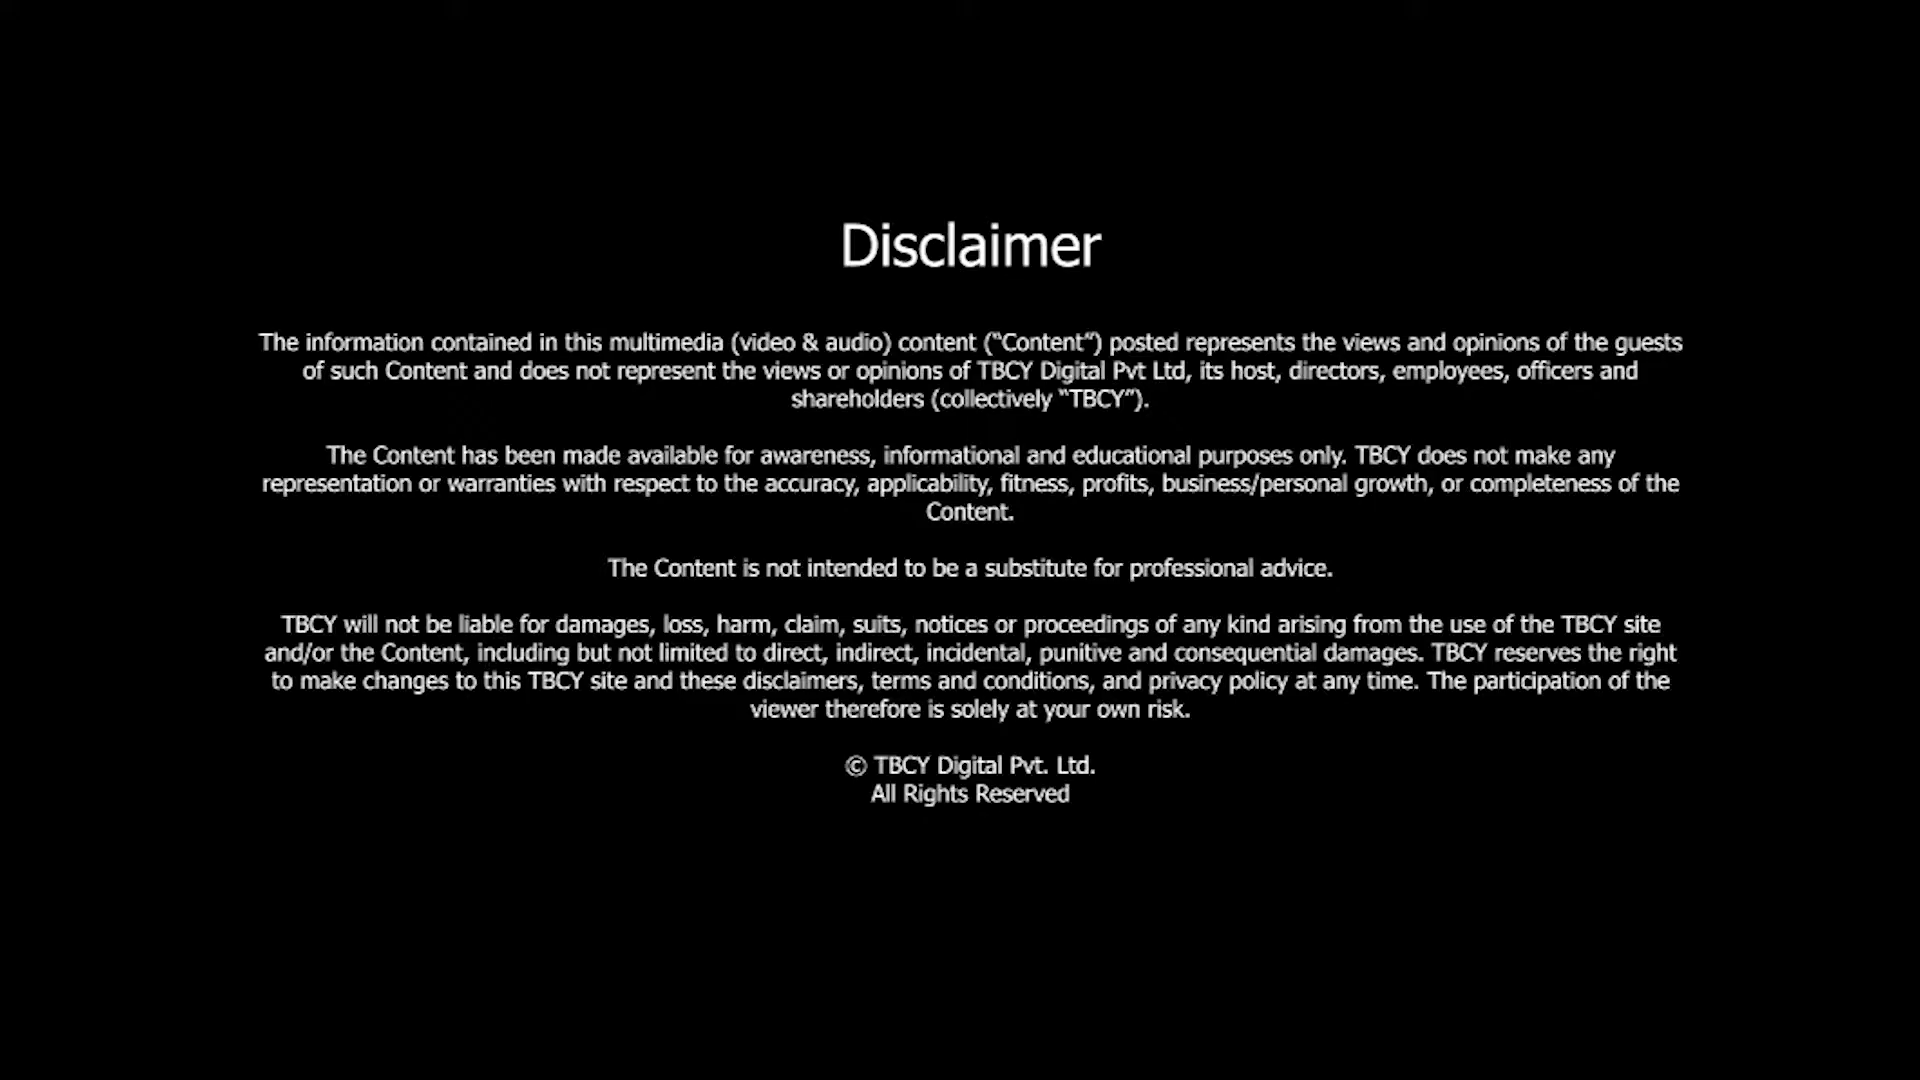 Disclaimer
The information contained in this multimedia (video & audio) content (“Content”) posted represents the views and opinions of the guests
of such Content and does not represent the views or opinions of TBCY Digital Pvt Ltd, its host, directors, employees, officers and
shareholders (collectively “TBCY”).
The Content has been made available for awareness, informational and educational purposes only. TBCY does not make any
representation or warranties with respect to the accuracy, applicability, fitness, profits, business/personal growth, or completeness of the
Content.
The Content is not intended to be a substitute for professional advice.
TBCY will not be liable for damages, loss, harm, claim, suits, notices or proceedings of any kind arising from the use of the TBCY site
and/or the Content, including but not limited to direct, indirect, incidental, punitive and consequential damages. TBCY reserves the right
to make changes to this TBCY site and these disclaimers, terms and conditions, and privacy policy at any time. The participation of the
viewer therefore is solely at your own risk.
© TBCY Digital Pvt. Ltd.
All Rights Reserved